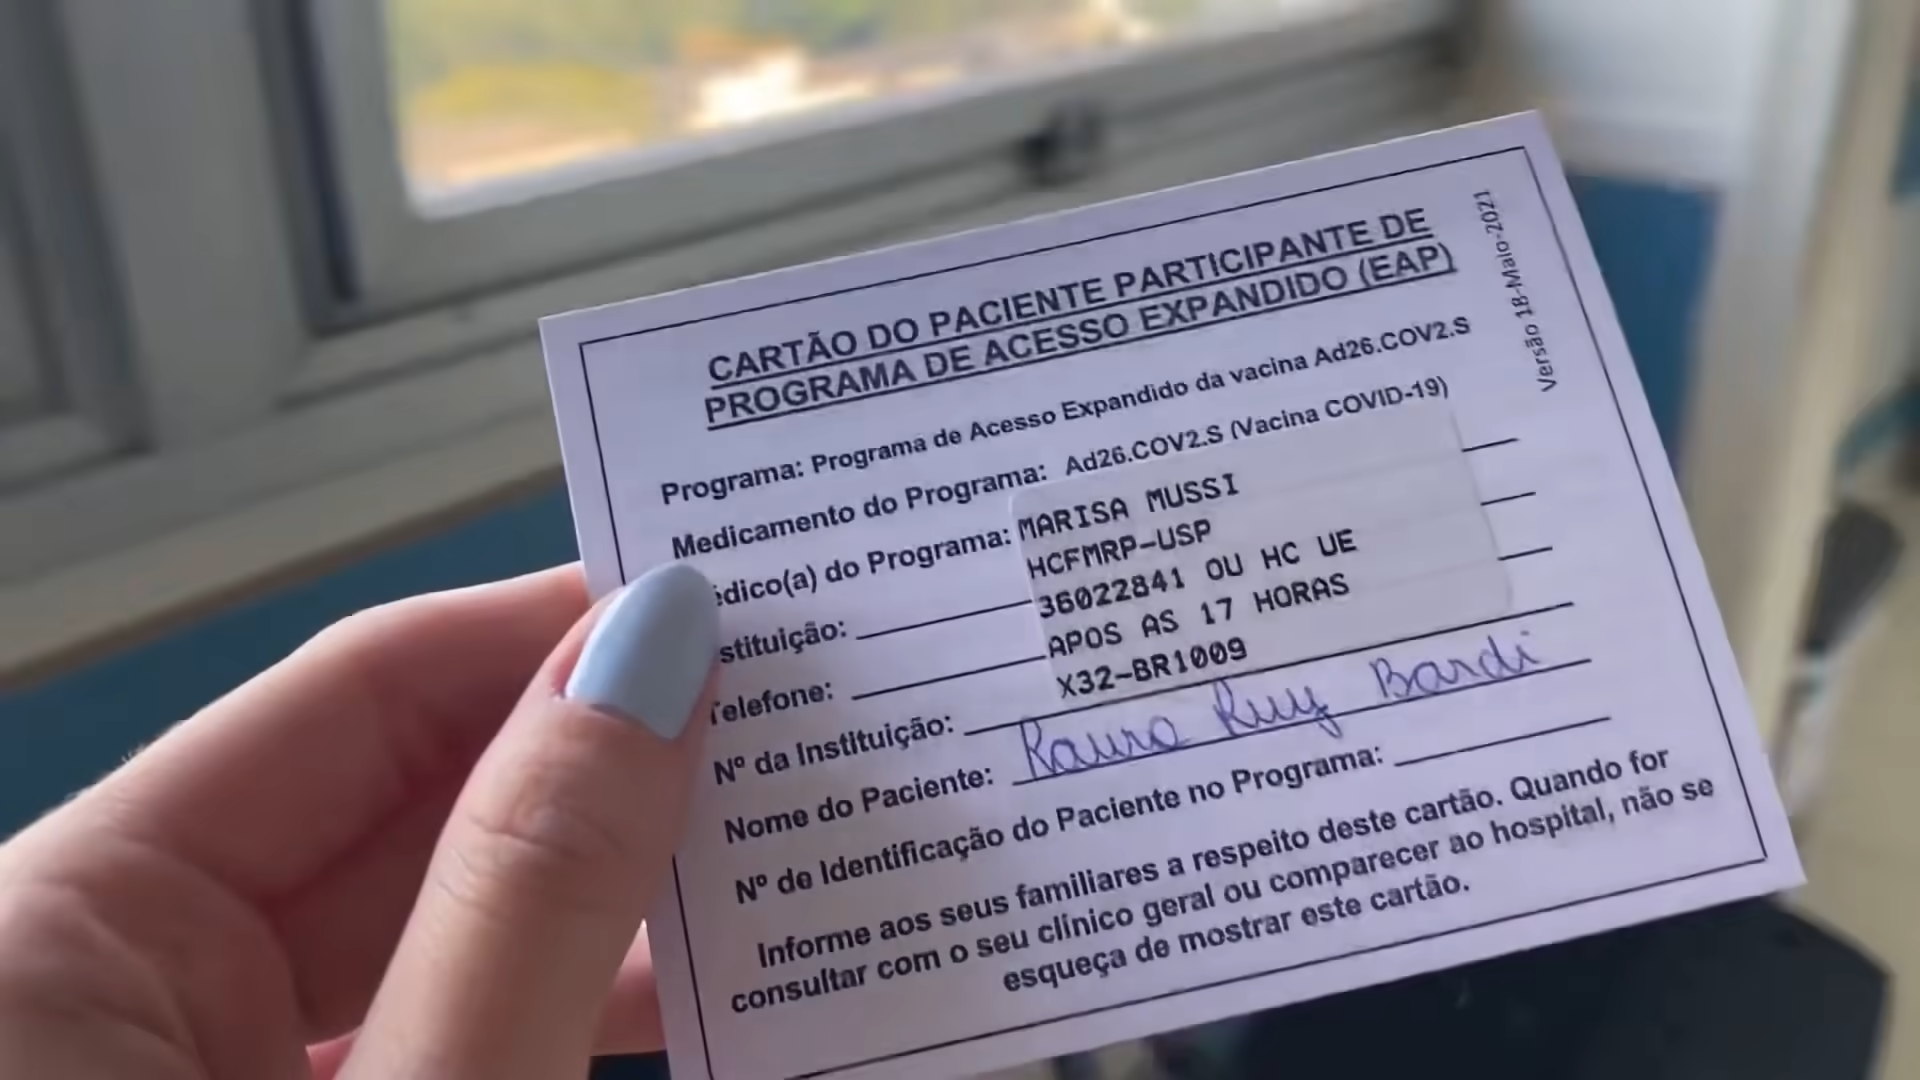 CARTÃO DO PACIENTE PARTICIPANTE DE
PROGRAMA DE ACESSO EXPANDIDO (EAP)
Versão 18-Maio-2021
Programa: Programa de Acesso Expandido da vacina Ad26.COV2.S
Medicamento do Programa: Ad26.COV2.S (Vacina COVID-19)
édico(a) do Programa: MARISA MUSSI
HCFMRP-USP
stituição: 36022841 OU HC UE
APOS AS 17 HORAS
Telefone: X32-BR1009
Nº da Instituição:
Nome do Paciente: Laura Ruy Bardi
Nº de Identificação do Paciente no Programa:
Informe aos seus familiares a respeito deste cartão. Quando for
consultar com o seu clínico geral ou comparecer ao hospital, não se
esqueça de mostrar este cartão.